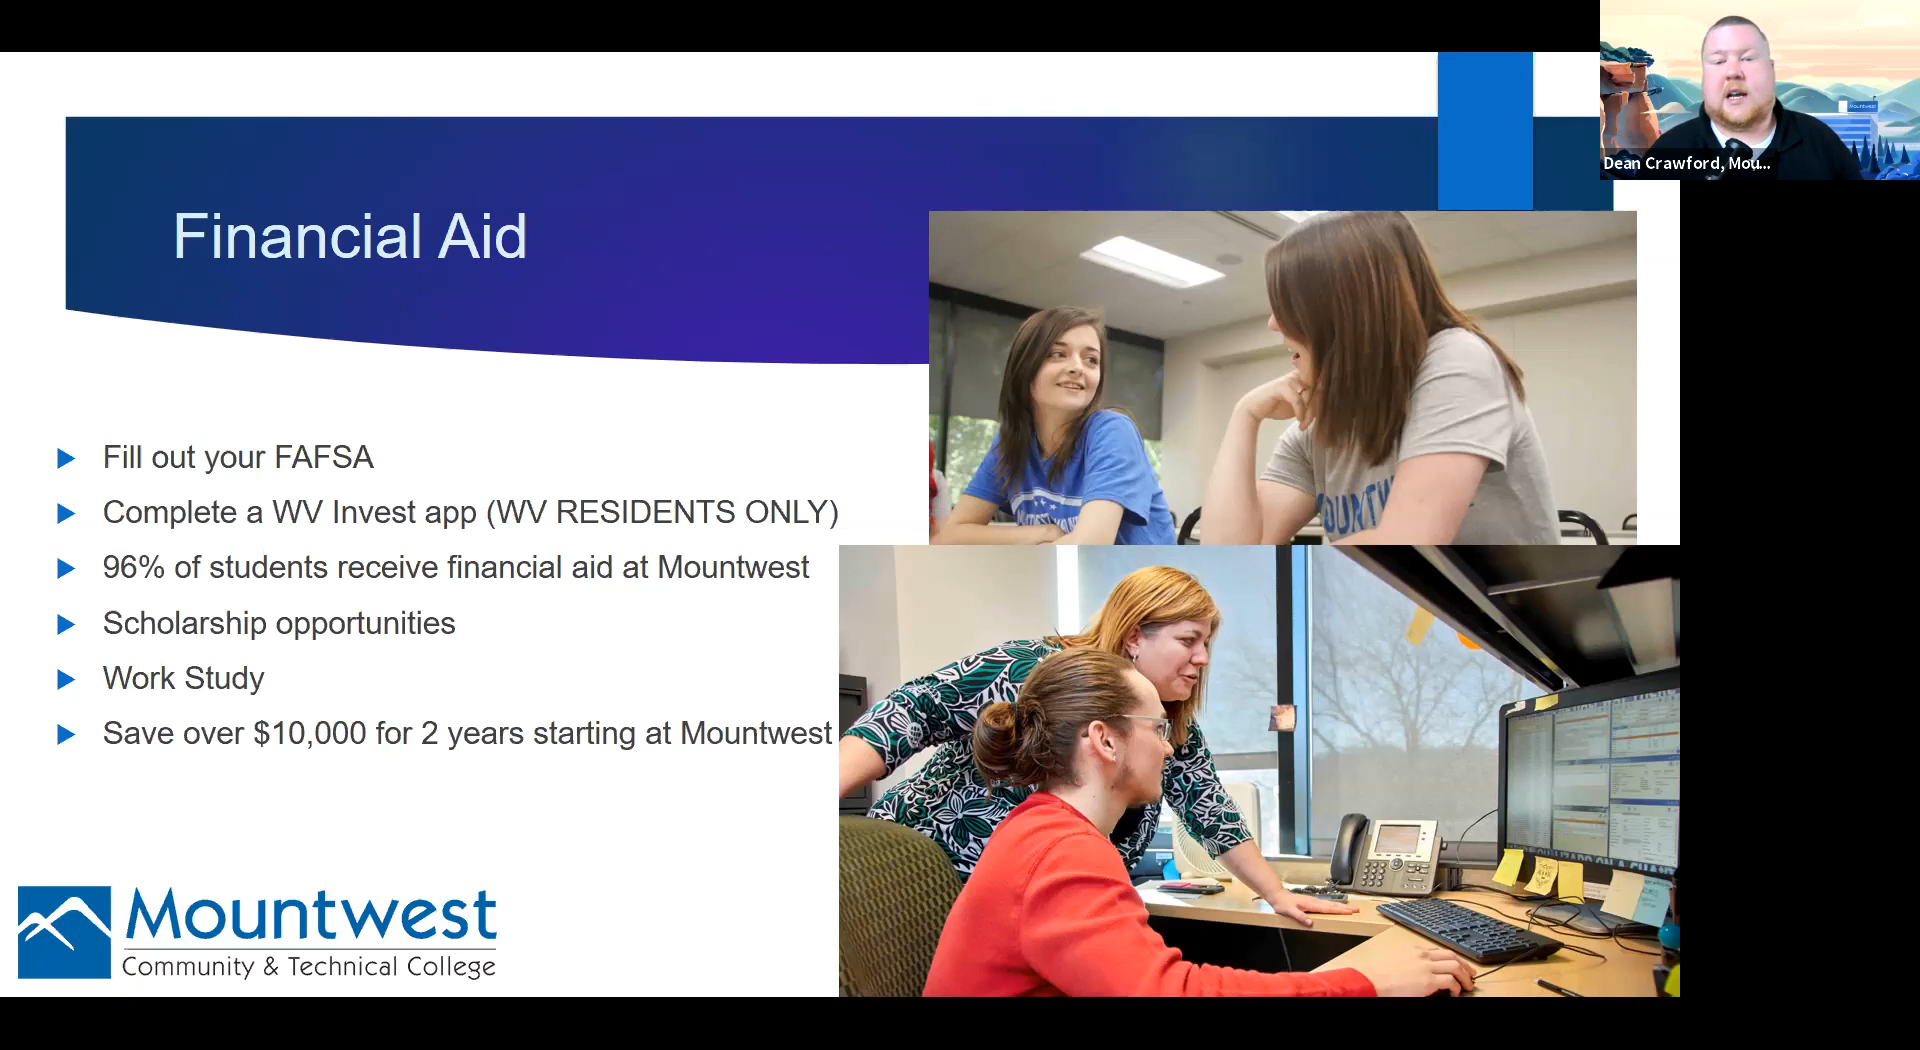 Financial Aid
Fill out your FAFSA
Complete a WV Invest app (WV RESIDENTS ONLY)
96% of students receive financial aid at Mountwest
Scholarship opportunities
Work Study
Save over $10,000 for 2 years starting at Mountwest
Mountwest
Community & Technical College
Dean Crawford, Mou...
Mountwest